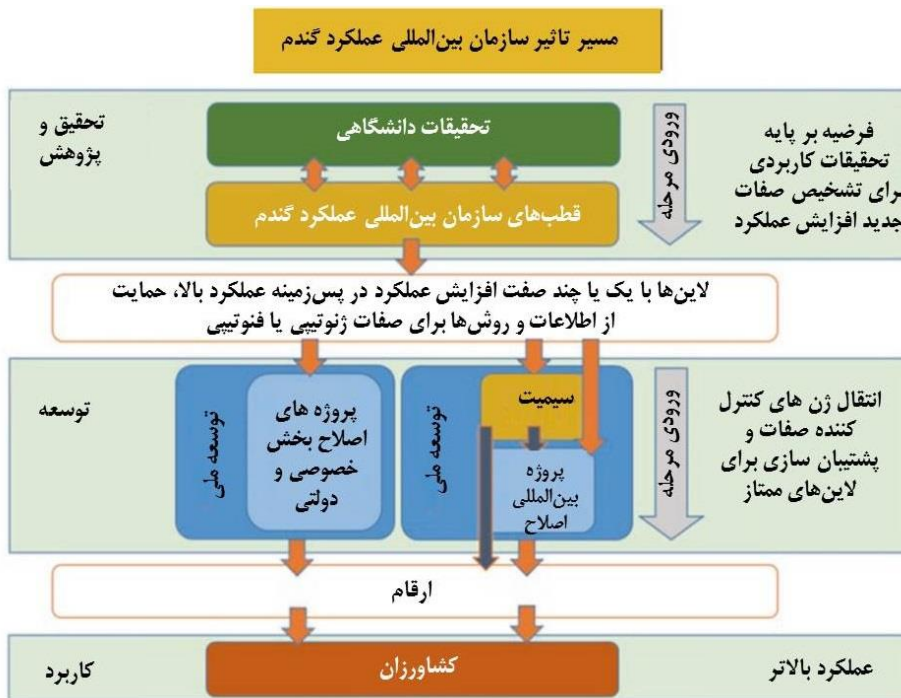 مسیر تاثیر سازمان بین‌المللی عملکرد گندم
فرضیه بر پایه
تحقیقات کاربردی
برای تشخیص صفات
جدید افزایش عملکرد
ورودی مرحله
تحقیقات دانشگاهی
قطب‌های سازمان بین‌المللی عملکرد گندم
تحقیق و
پژوهش
لاین‌ها با یک یا چند صفت افزایش عملکرد در پس‌زمینه عملکرد بالا، حمایت
از اطلاعات و روش‌ها برای صفات ژنوتیپی یا فنوتیپی
انتقال ژن های کنترل
کننده صفات و
پشتیبان سازی برای
لاین‌های ممتاز
ورودی مرحله
سیمیت
پروژه
بین‌المللی
اصلاح
توسعه ملی
پروژه های
اصلاح بخش
خصوصی و
دولتی
توسعه ملی
توسعه
ارقام
عملکرد بالاتر
کشاورزان
کاربرد